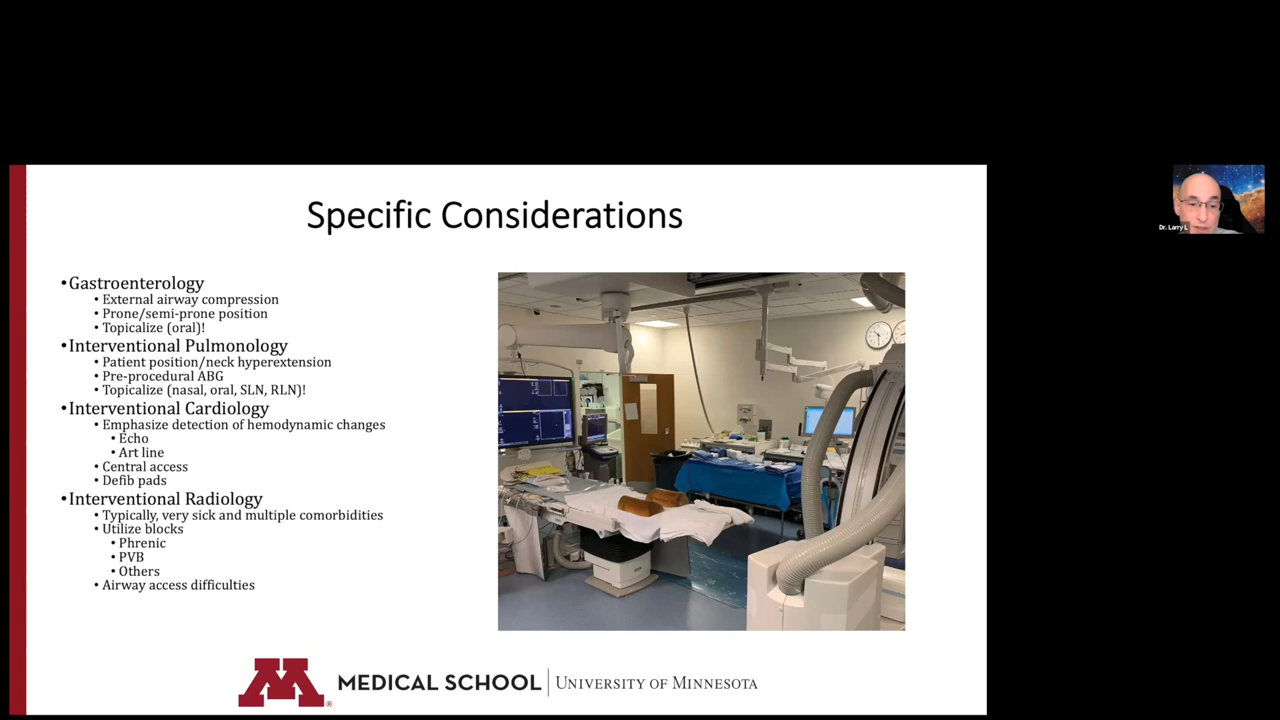 Specific Considerations
•Gastroenterology
• External airway compression
• Prone/semi-prone position
• Topicalize (oral)!
•Interventional Pulmonology
• Patient position/neck hyperextension
• Pre-procedural ABG
• Topicalize (nasal, oral, SLN, RLN)!
•Interventional Cardiology
• Emphasize detection of hemodynamic changes
• Echo
• Art line
• Central access
• Defib pads
•Interventional Radiology
• Typically, very sick and multiple comorbidities
• Utilize blocks
• Phrenic
• PVB
• Others
• Airway access difficulties
M®
MEDICAL SCHOOL
UNIVERSITY OF MINNESOTA
Dr. Larry L